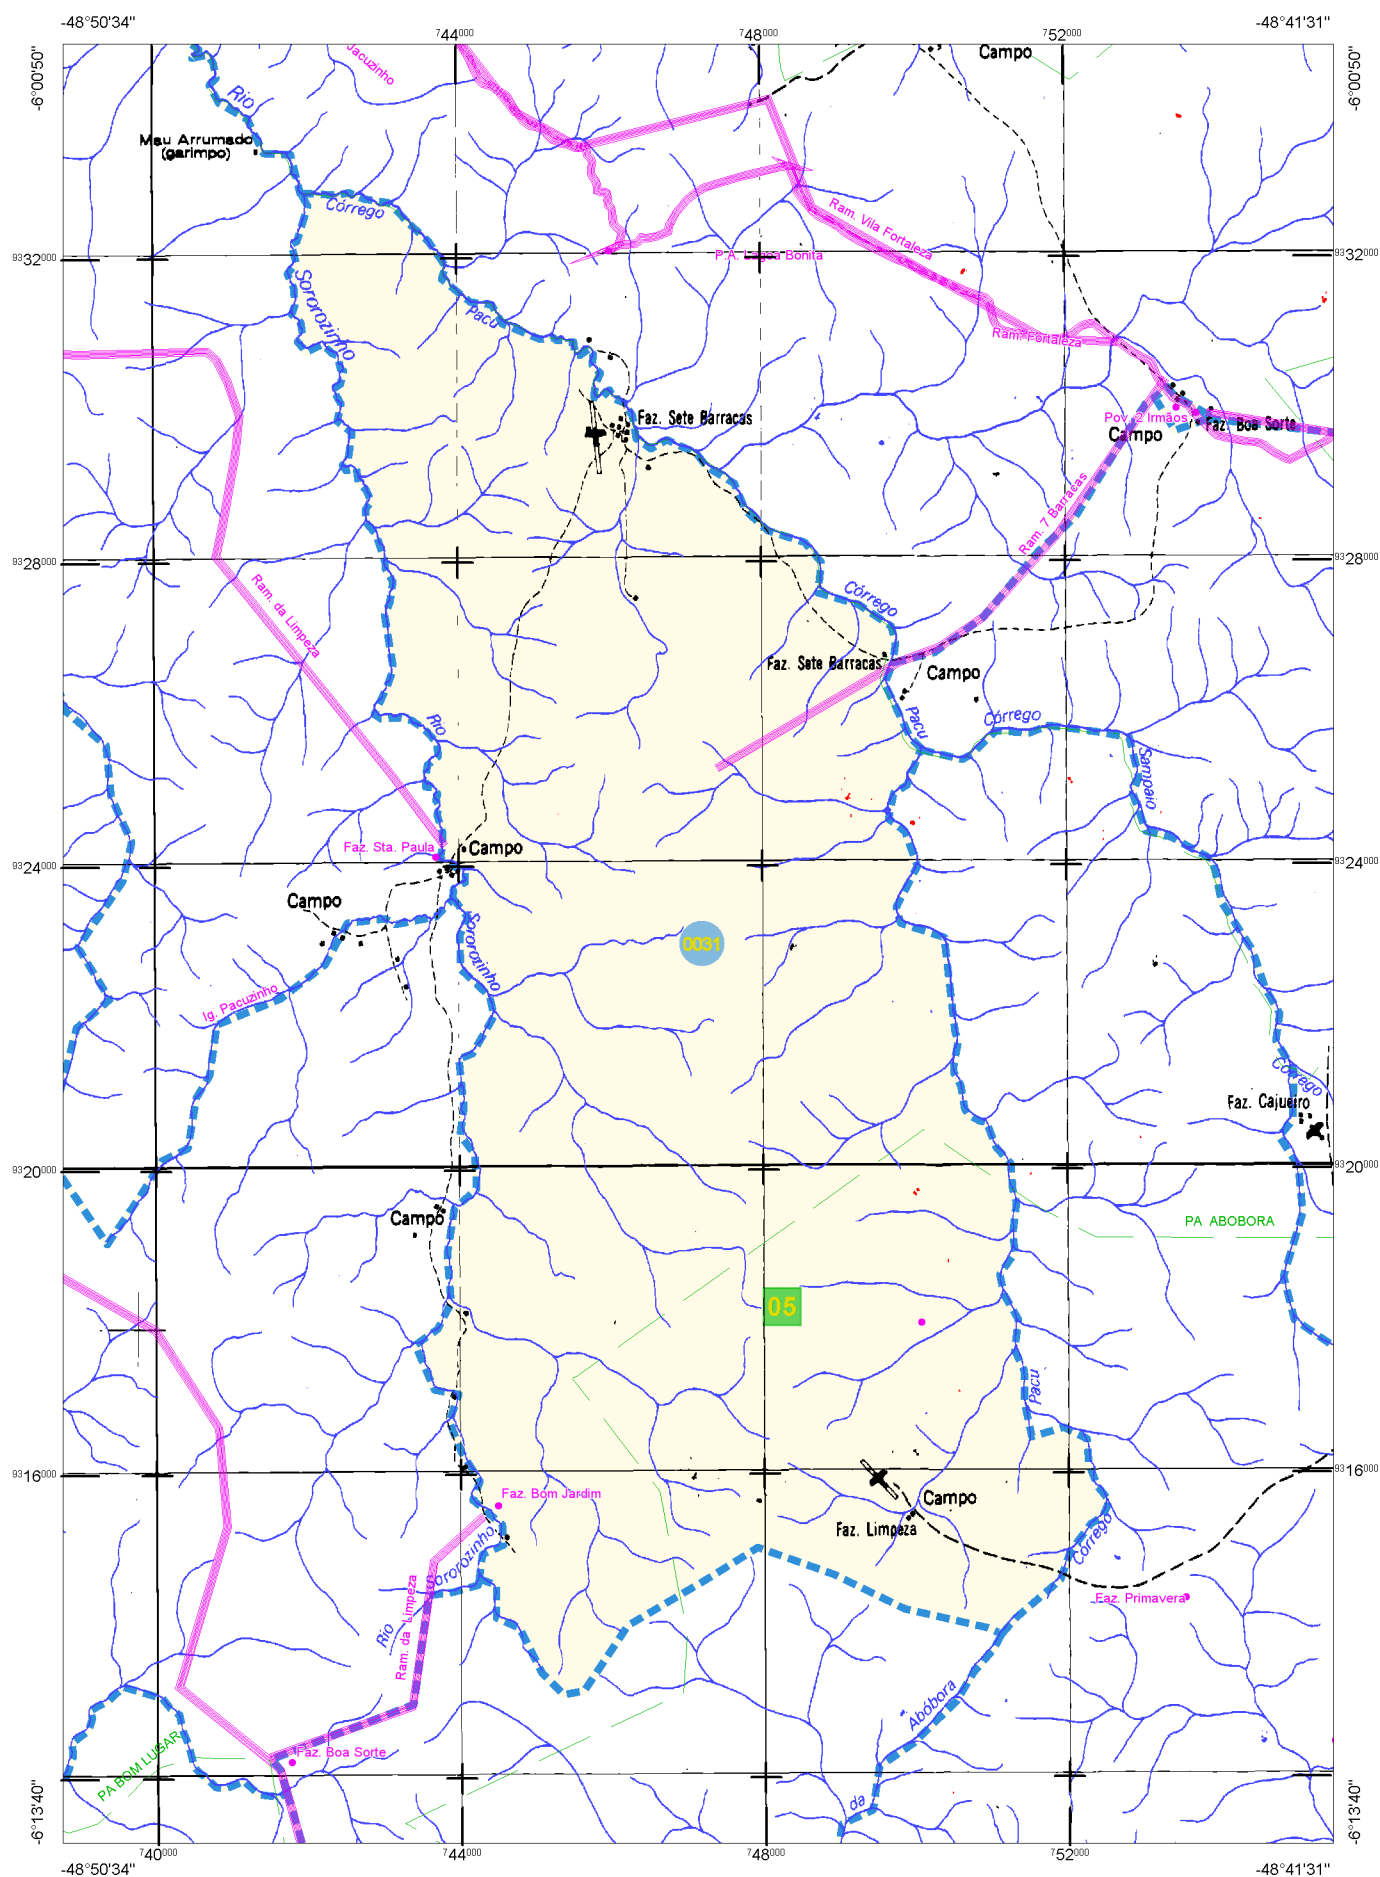 -48°50'34"
-48°41'31"
744000
748000
752000
-6°00'50"
-6°00'50"
Jacuzinho
Campo
Rio
Mau Arrumado
(garimpo)
Córrego
Ram. Vila Fortaleza
P.A. Lagoa Bonita
9332000
9332000
Sororozinho
Pacu
Ram. Fortaleza
Faz. Sete Barracas
Pov. 2 Irmãos
Faz. Boa Sorte
Campo
Ram. 7 Barracas
9328000
9328000
Ram. da Limpeza
Córrego
Faz. Sete Barracas
Campo
Rio
Pacu
Córrego
Sampaio
Faz. Sta. Paula
Campo
9324000
9324000
Campo
Sororozinho
0031
Ig. Pacuzinho
Córrego
Faz. Cajueiro
9320000
9320000
Campo
PA ABOBORA
05
Pacu
9316000
9316000
Faz. Bom Jardim
Campo
Faz. Limpeza
Sororozinho
Córrego
Rio
Ram. da Limpeza
Faz. Primavera
Abóbora
Faz. Boa Sorte
PA BOM LUGAR
da
-6°13'40"
-6°13'40"
740000
744000
748000
752000
-48°50'34"
-48°41'31"